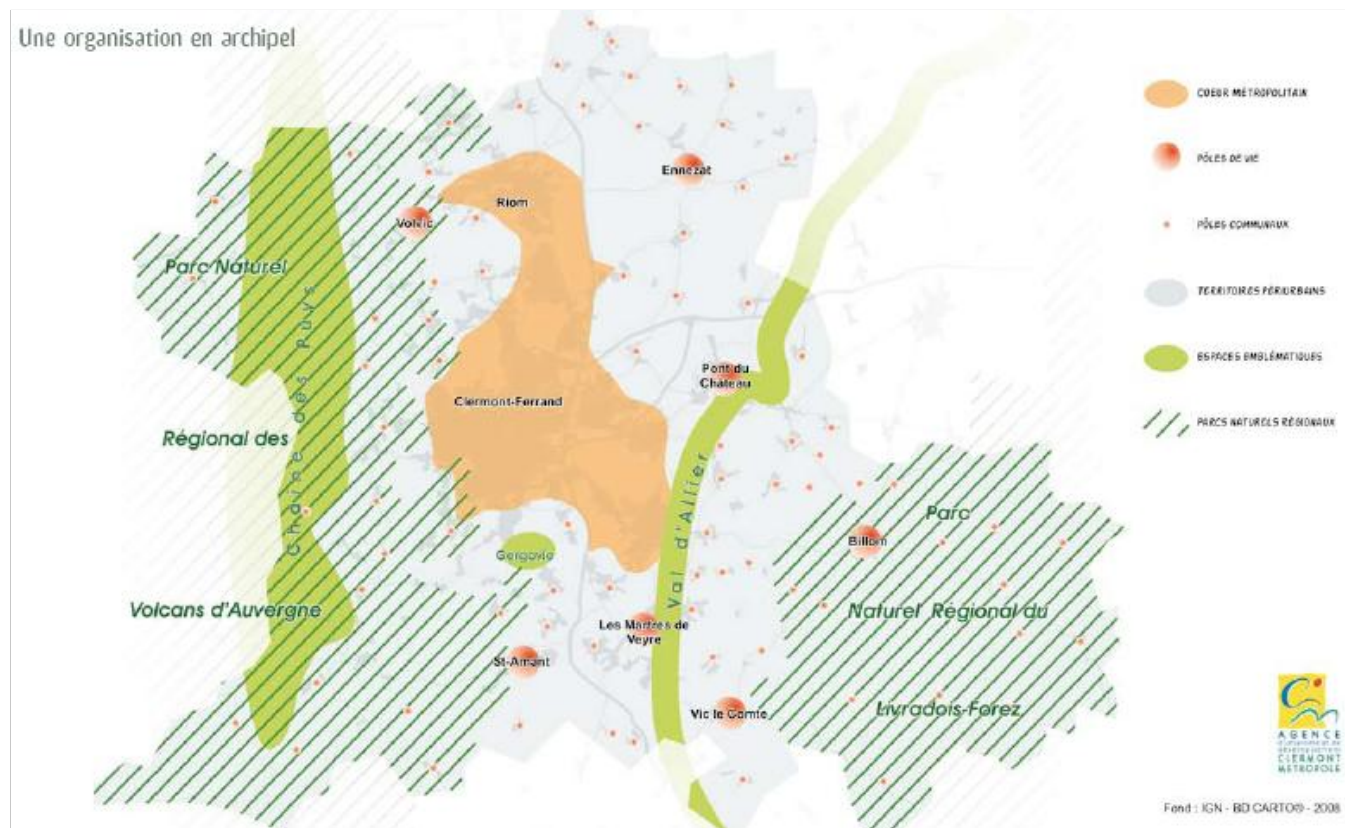 Une organisation en archipel
COEUR MÉTROPOLITAIN
PÔLES DE VIE
PÔLES COMMUNAUX
TERRITOIRES PÉRIURBAINS
ESPACES EMBLÉMATIQUES
PARCS NATURELS RÉGIONAUX
Ennezat
Riom
Volvic
Parc Naturel
Chaîne des Puys
Pont du
Château
Clermont-Ferrand
Régional des
Val d'Allier
Parc
Billom
Gergovie
Volcans d'Auvergne
Naturel Régional du
Les Martres de
Veyre
St-Amant
Vic le Comte
Livradois-Forez
AGENCE
CLERMONT
MÉTROPOLE
Fond : IGN - BD CARTO® - 2008